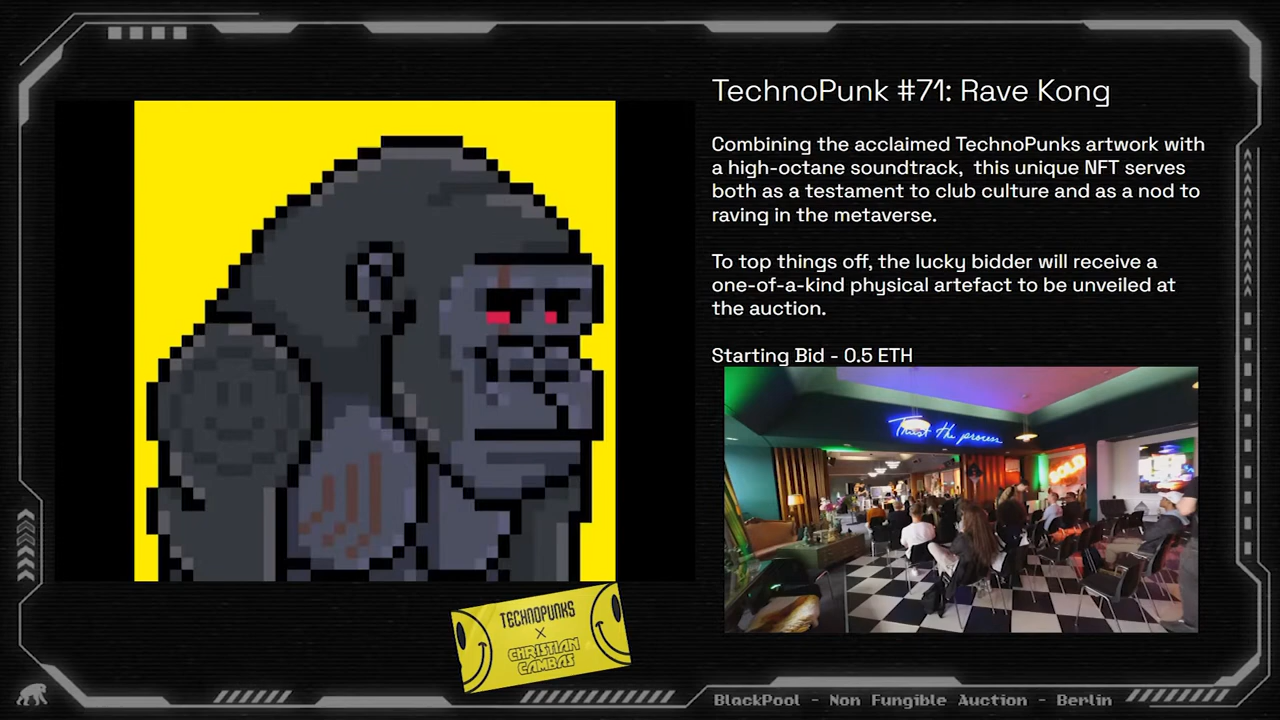 TechnoPunk #71: Rave Kong
Combining the acclaimed TechnoPunks artwork with
a high-octane soundtrack, this unique NFT serves
both as a testament to club culture and as a nod to
raving in the metaverse.
To top things off, the lucky bidder will receive a
one-of-a-kind physical artefact to be unveiled at
the auction.
Starting Bid - 0.5 ETH
Trust the process
SOLD
TECHNOPUNKS
X
CHRISTIAN
CAMBAS
BlackPool - Non Fungible Auction - Berlin